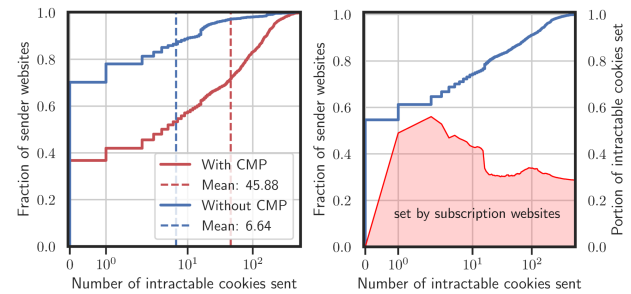 1.0
0.8
0.6
0.4
0.2
0.0
Fraction of sender websites
0
10⁰
10¹
10²
Number of intractable cookies sent
With CMP
Mean: 45.88
Without CMP
Mean: 6.64
1.0
0.8
0.6
0.4
0.2
0.0
Fraction of sender websites
0
10⁰
10¹
10²
Number of intractable cookies sent
set by subscription websites
1.0
0.8
0.6
0.4
0.2
0.0
Portion of intractable cookies set